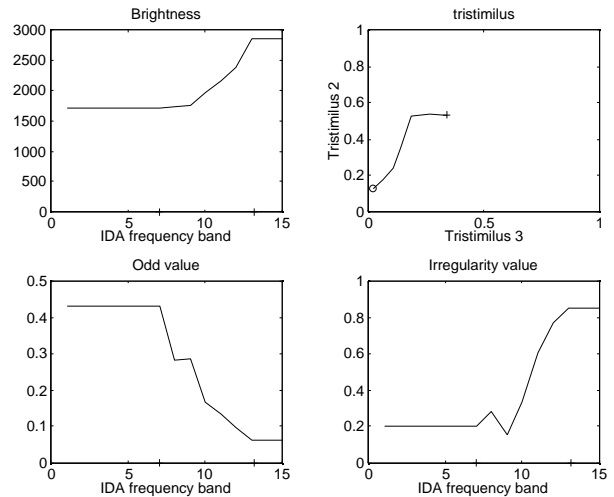 Brightness
3000
2500
2000
1500
1000
500
0
0 5 10 15
IDA frequency band
tristimilus
1
0.8
0.6
0.4
0.2
0
Tristimilus 2
0 0.5 1
Tristimilus 3
Odd value
0.5
0.4
0.3
0.2
0.1
0
0 5 10 15
IDA frequency band
Irregularity value
1
0.8
0.6
0.4
0.2
0
0 5 10 15
IDA frequency band